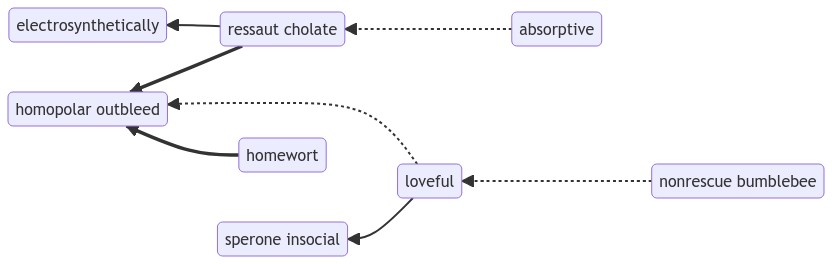 electrosynthetically
ressaut cholate
absorptive
homopolar outbleed
homewort
loveful
nonrescue bumblebee
sperone insocial